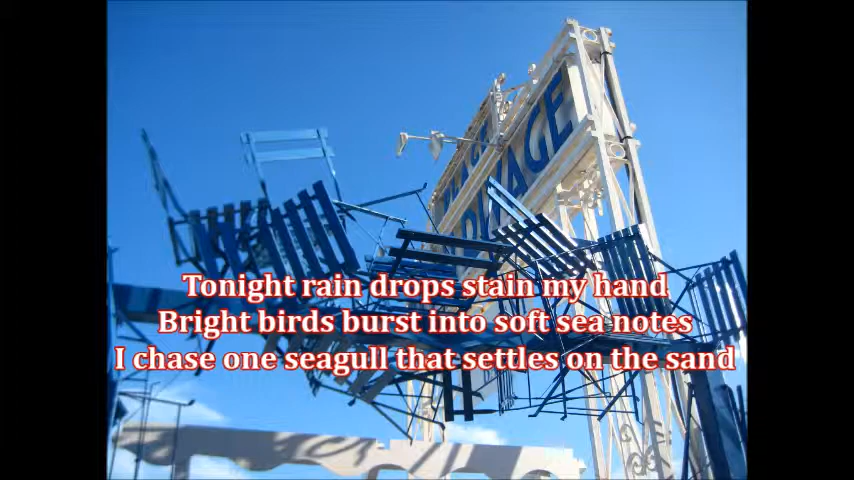 PLAGE
Tonight rain drops stain my hand
Bright birds burst into soft sea notes
I chase one seagull that settles on the sand